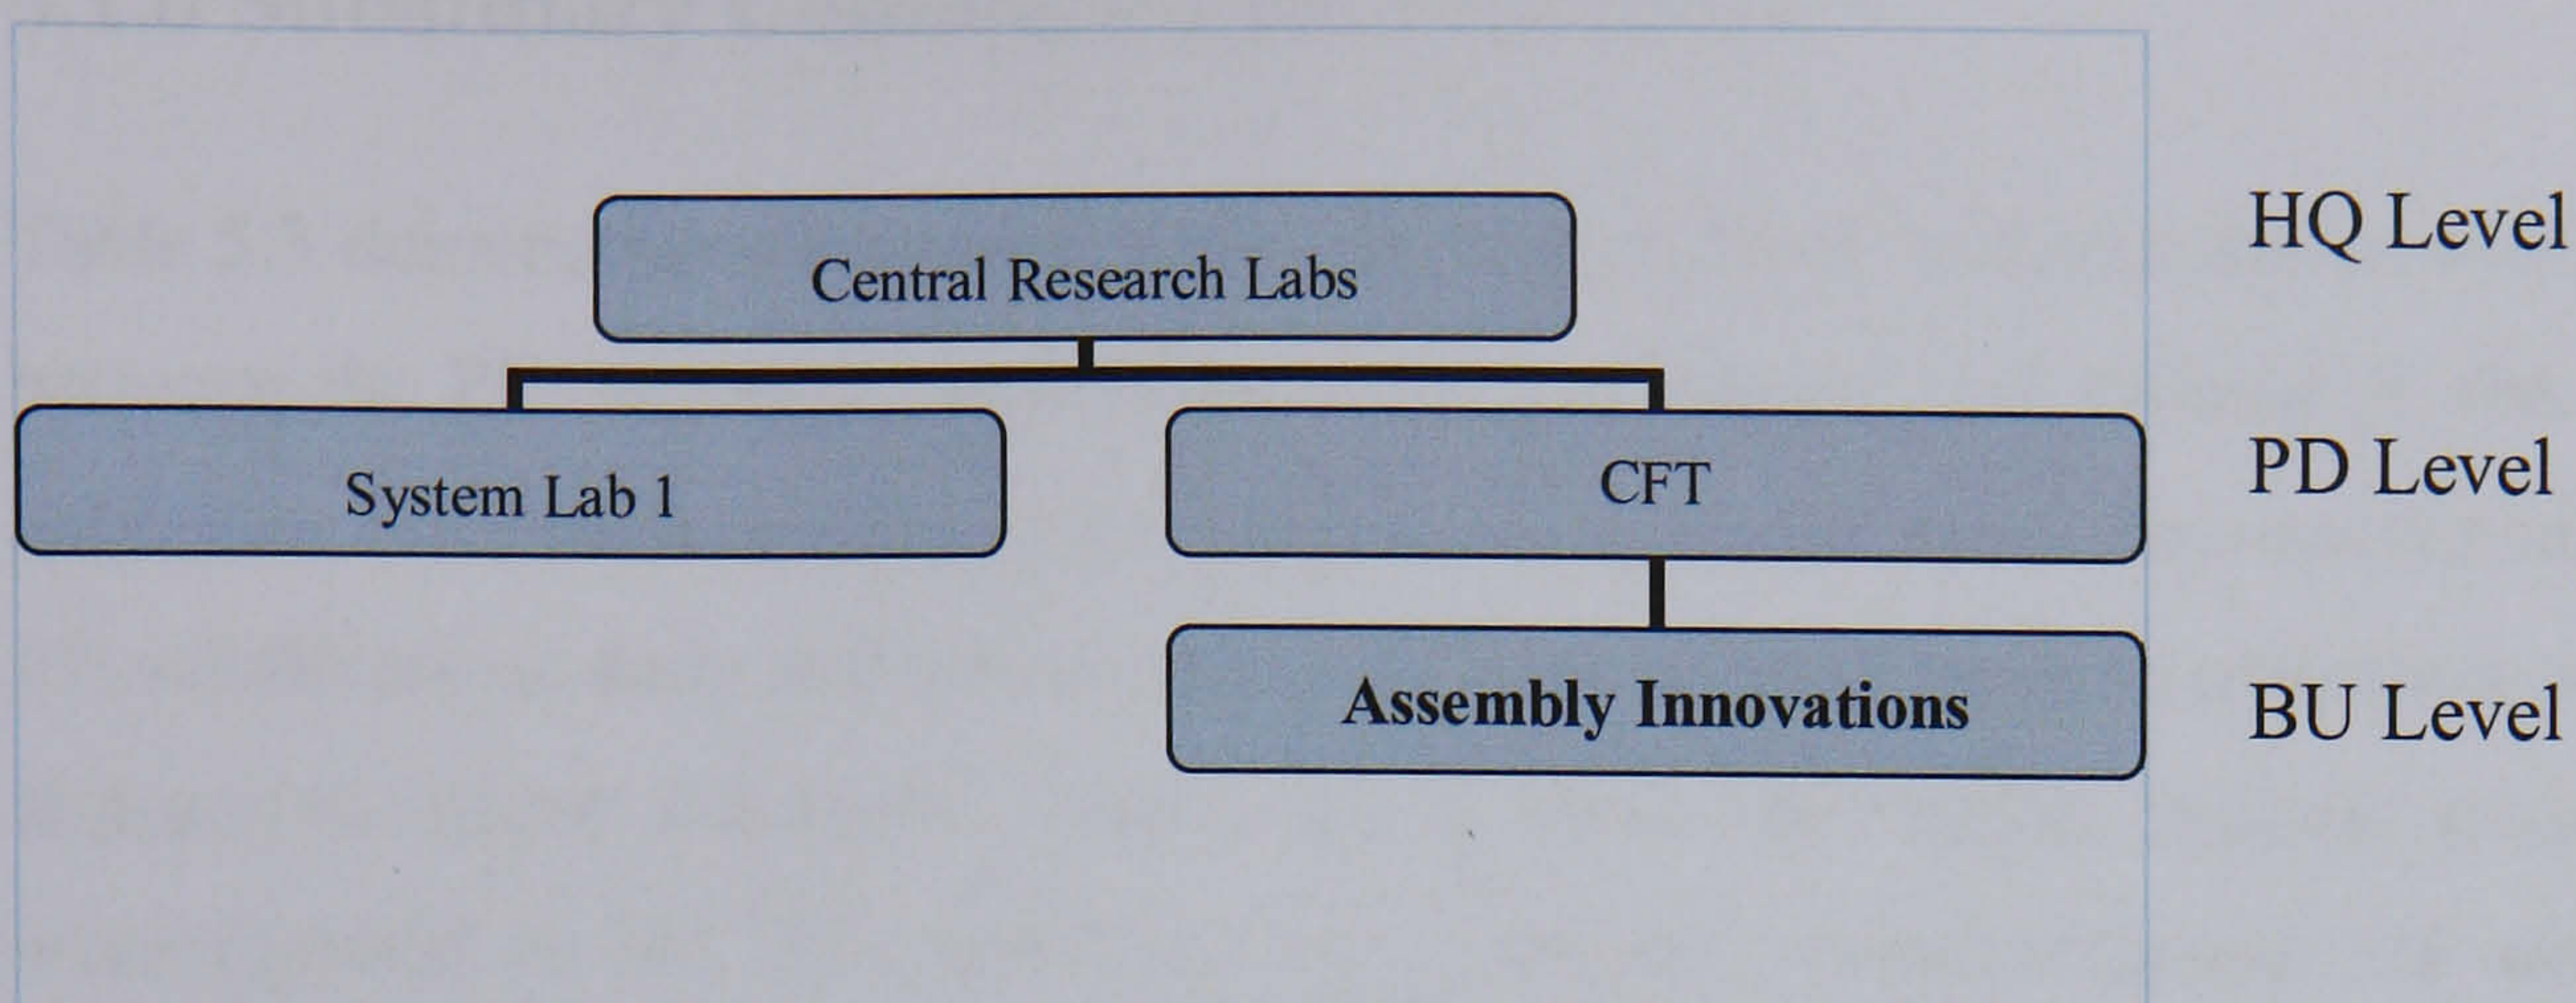 HQ Level
Central Research Labs
System Lab 1
CFT
PD Level
Assembly Innovations
BU Level